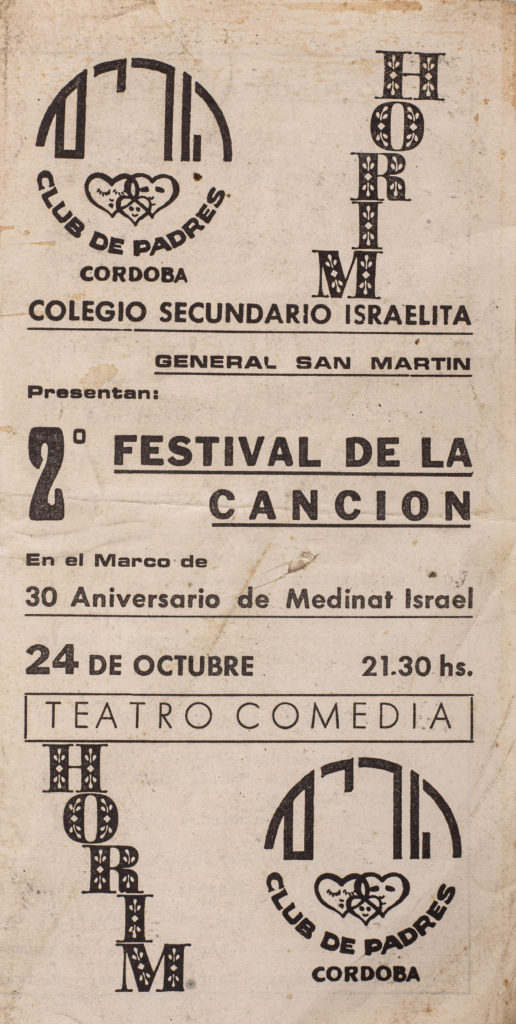 הורים
CLUB DE PADRES
CORDOBA
HORIM
COLEGIO SECUNDARIO ISRAELITA
GENERAL SAN MARTIN
Presentan:
2º FESTIVAL DE LA
CANCION
En el Marco de
30 Aniversario de Medinat Israel
24 DE OCTUBRE 21.30 hs.
TEATRO COMEDIA
HORIM
הורים
CLUB DE PADRES
CORDOBA